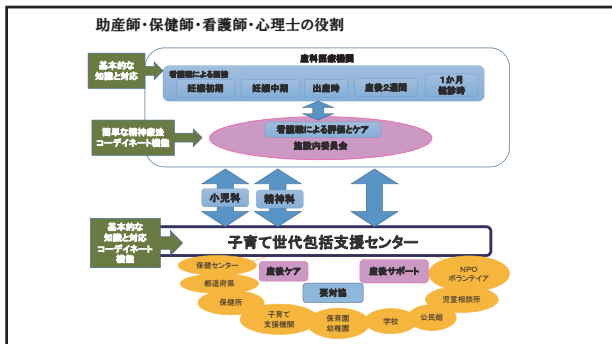 助産師・保健師・看護師・心理士の役割
産科医療機関
基本的な
知識と対応
看護職による面接
妊娠初期
妊娠中期
出産時
産後2週間
1か月
健診時
簡単な精神療法
コーディネート機能
看護職による評価とケア
施設内委員会
小児科
精神科
基本的な
知識と対応
コーディネート
機能
子育て世代包括支援センター
保健センター
産後ケア
産後サポート
NPO
ボランテイア
都道府県
要対協
児童相談所
保健所
子育て
支援機関
保育園
幼稚園
学校
公民館